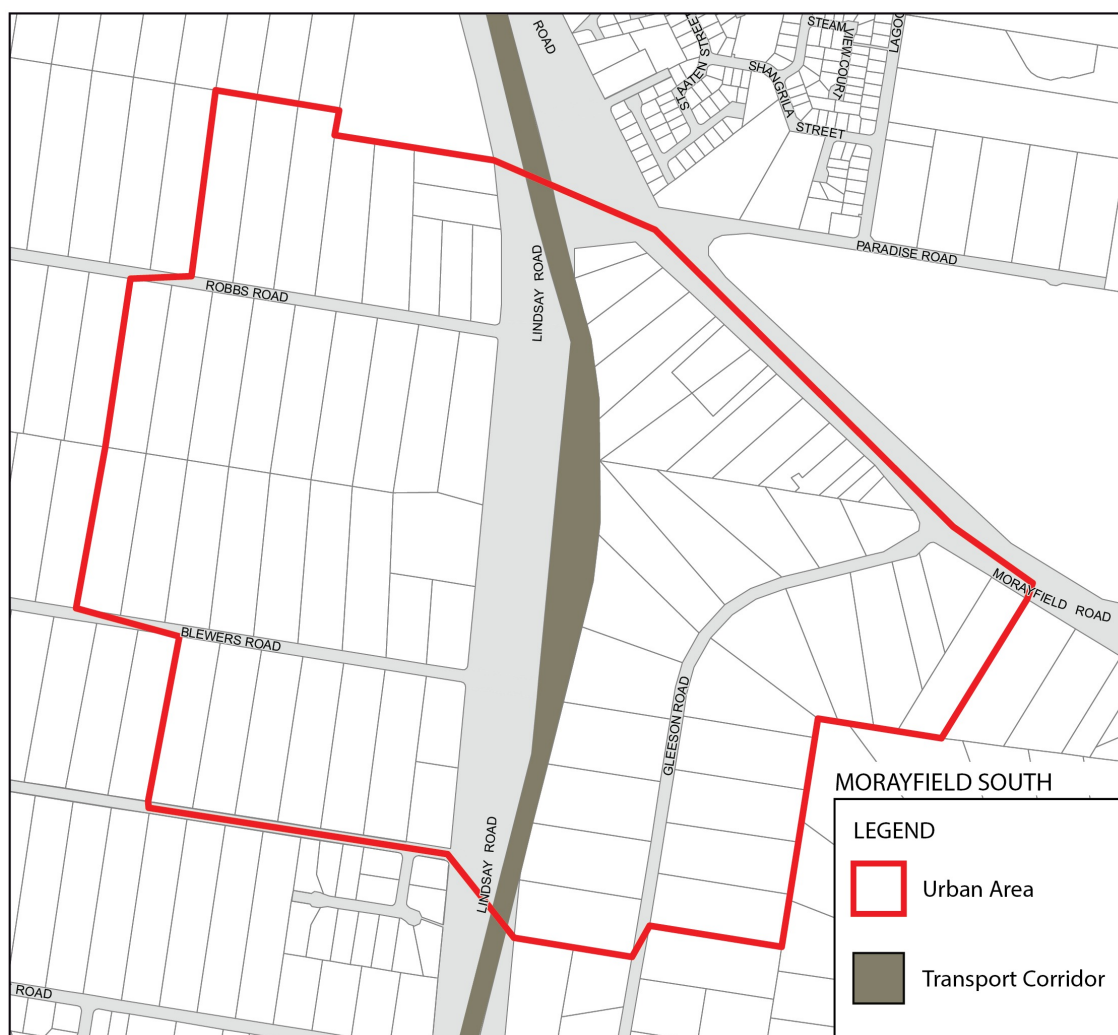 ROAD
STAATEN STREET
STEAM
VIEW COURT
LAGOO
SHANGRILA
STREET
PARADISE ROAD
LINDSAY ROAD
ROBBS ROAD
MORAYFIELD ROAD
BLEWERS ROAD
GLEESON ROAD
LINDSAY ROAD
ROAD
MORAYFIELD SOUTH
LEGEND
Urban Area
Transport Corridor